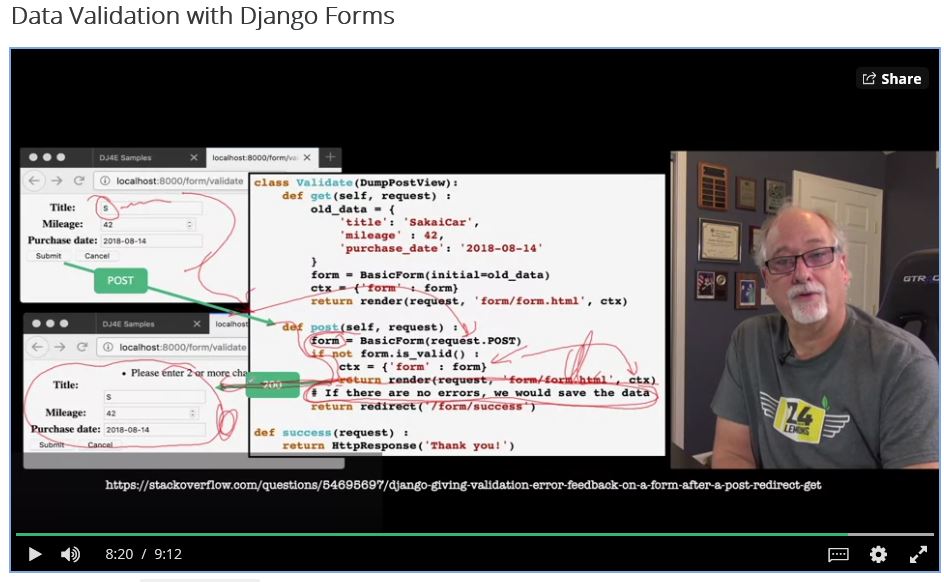 Data Validation with Django Forms
Share
DJ4E Samples
localhost:8000/form/va
localhost:8000/form/validate
Title: S
Mileage: 42
Purchase date: 2018-08-14
Submit Cancel
POST
DJ4E Samples
localhost
localhost:8000/form/validate
• Please enter 2 or more cha
Title:
S
Mileage: 42
Purchase date: 2018-08-14
Submit Cancel
200
class Validate(DumpPostView):
def get(self, request) :
old_data = {
'title': 'SakaiCar',
'mileage' : 42,
'purchase_date': '2018-08-14'
}
form = BasicForm(initial=old_data)
ctx = {'form' : form}
return render(request, 'form/form.html', ctx)
def post(self, request) :
form = BasicForm(request.POST)
if not form.is_valid() :
ctx = {'form' : form}
return render(request, 'form/form.html', ctx)
# If there are no errors, we would save the data
return redirect('/form/success')
def success(request) :
return HttpResponse('Thank you!')
GTR
24
LEMONS
https://stackoverflow.com/questions/54695697/django-giving-validation-error-feedback-on-a-form-after-a-post-redirect-get
8:20 / 9:12